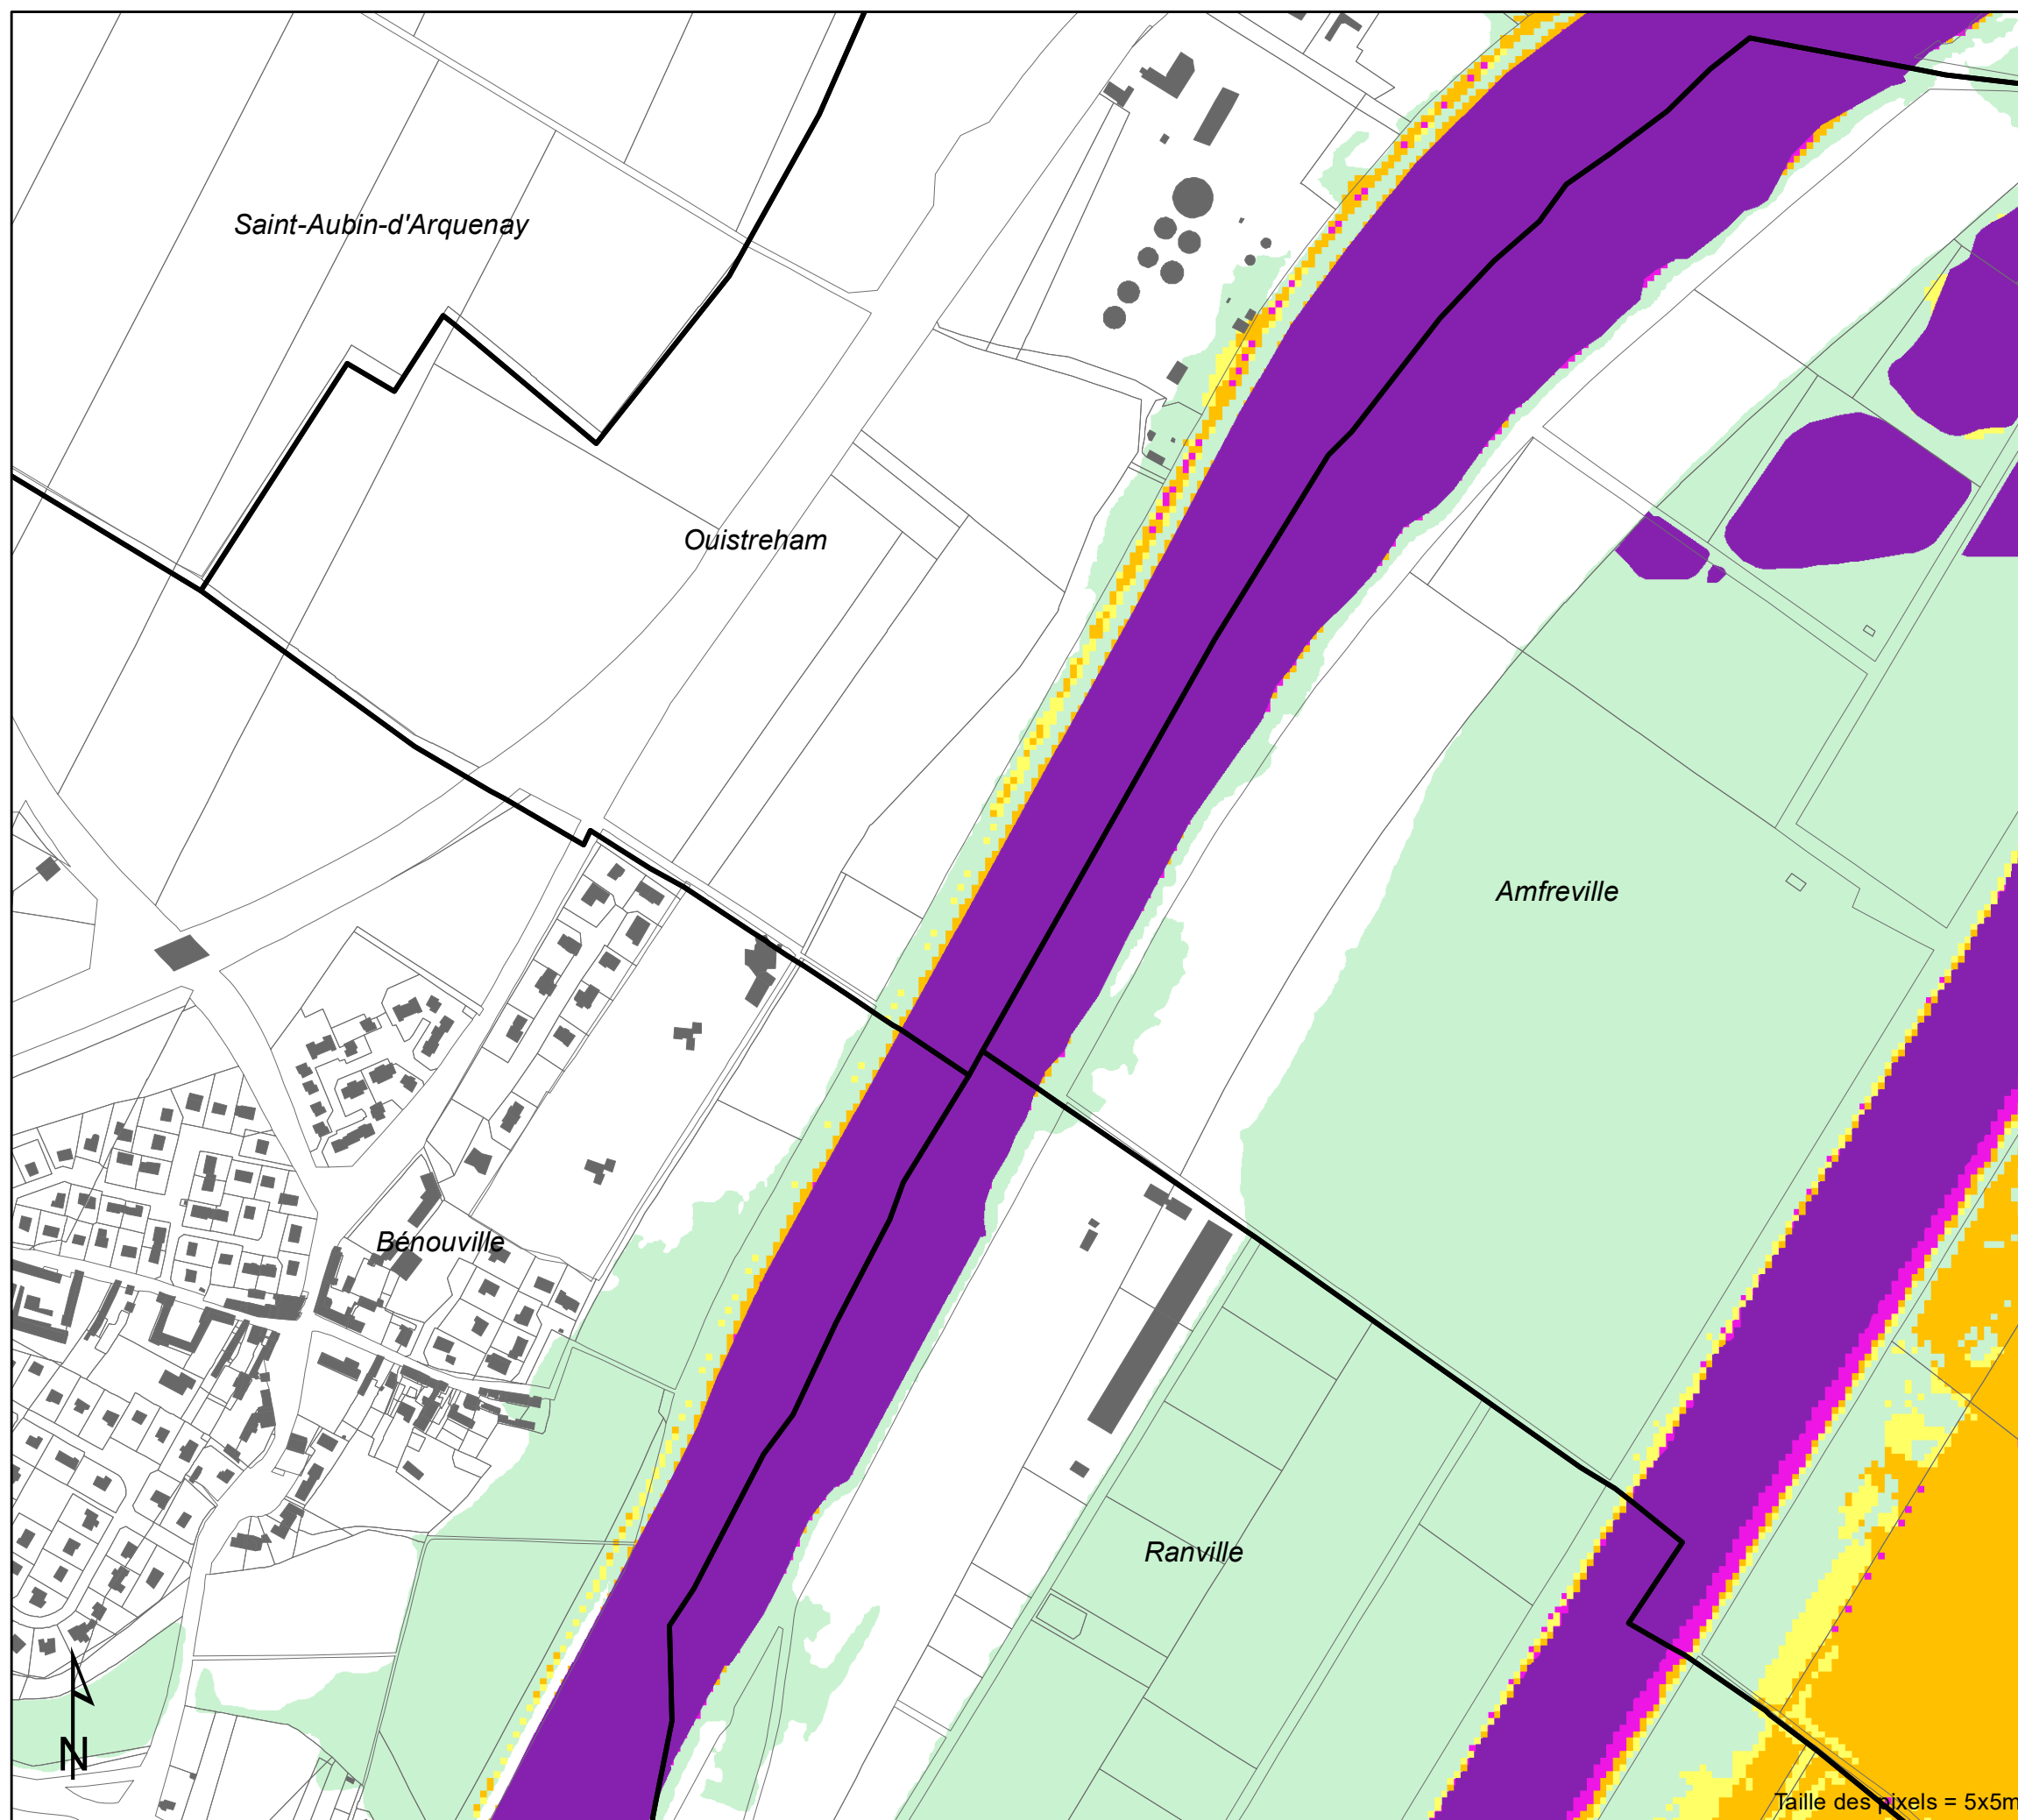 Saint-Aubin-d'Arquenay
Ouistreham
Amfreville
Bénouville
Ranville
N
Taille des pixels = 5x5m